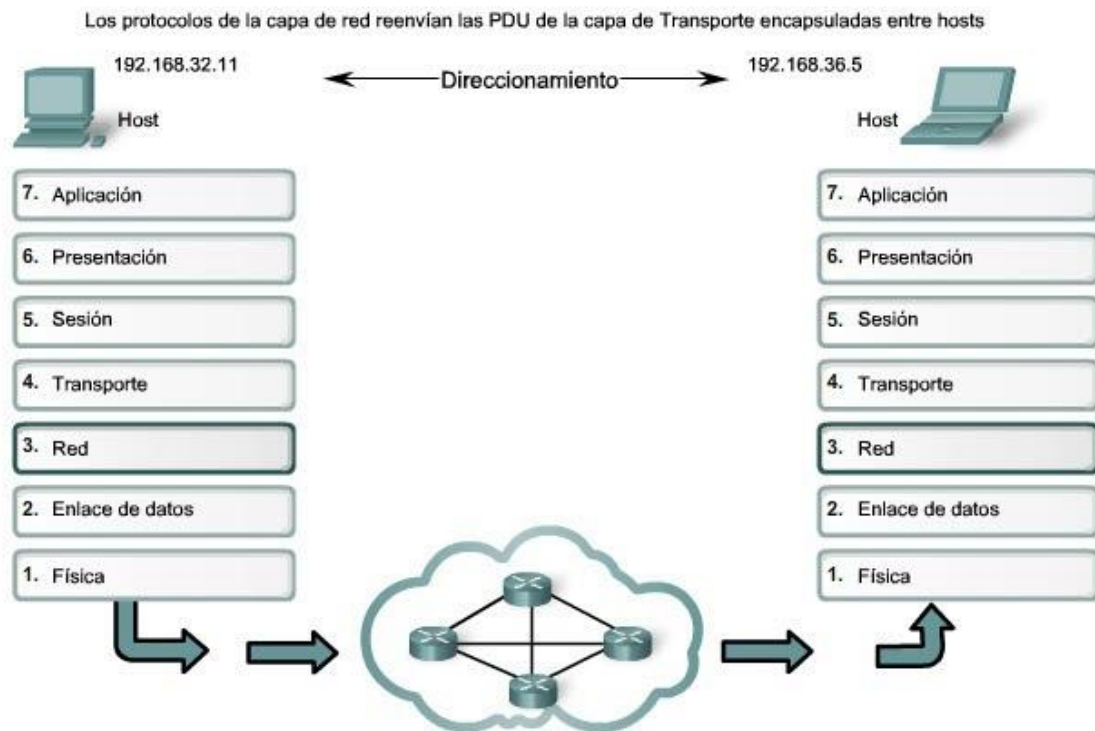 Los protocolos de la capa de red reenvían las PDU de la capa de Transporte encapsuladas entre hosts
192.168.32.11
Direccionamiento
192.168.36.5
Host
Host
7. Aplicación
6. Presentación
5. Sesión
4. Transporte
3. Red
2. Enlace de datos
1. Física
7. Aplicación
6. Presentación
5. Sesión
4. Transporte
3. Red
2. Enlace de datos
1. Física